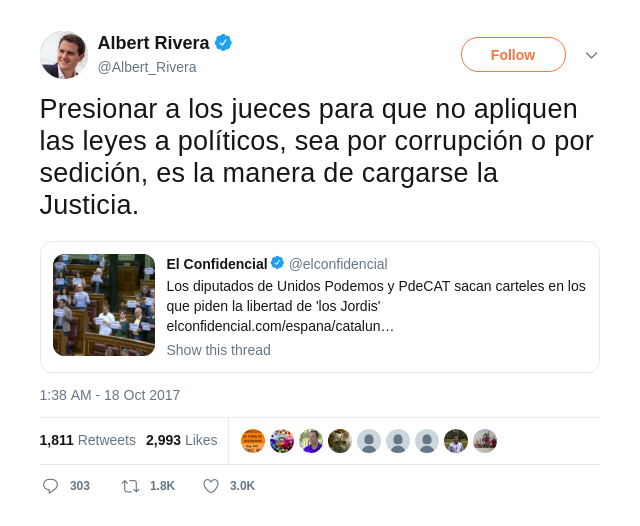 Albert Rivera
@Albert_Rivera
Follow
Presionar a los jueces para que no apliquen
las leyes a políticos, sea por corrupción o por
sedición, es la manera de cargarse la
Justicia.
El Confidencial @elconfidencial
Los diputados de Unidos Podemos y PdeCAT sacan carteles en los
que piden la libertad de 'los Jordis'
elconfidencial.com/espana/catalun…
Show this thread
1:38 AM - 18 Oct 2017
1,811 Retweets 2,993 Likes
303 1.8K 3.0K